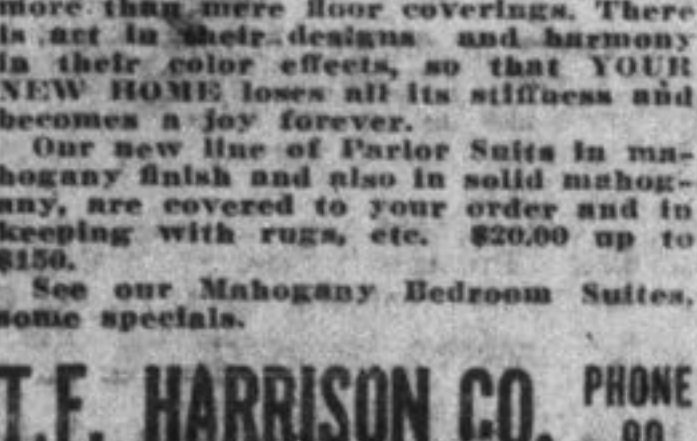 more than mere floor coverings. There
is art in their designs and harmony
in their color effects, so that YOUR
NEW HOME loses all its stiffness and
becomes a joy forever.
Our new line of Parlor Suits in ma-
hogany finish and also in solid mahog-
any, are covered to your order and in
keeping with rugs, etc. $20.00 up to
$150.
See our Mahogany Bedroom Suites,
some specials.
T.F. HARRISON CO. PHONE